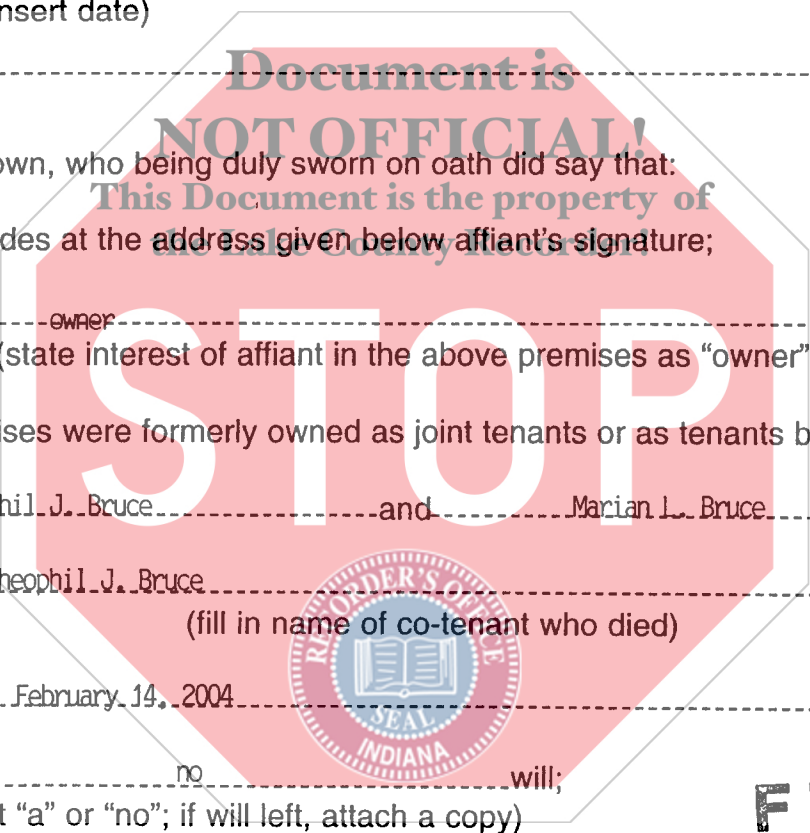 nsert date)
Document is
NOT OFFICIAL!
own, who being duly sworn on oath did say that:
This Document is the property of
des at the address given below affiant's signature;
the Lake County Recorder!
owner
(state interest of affiant in the above premises as “owner”
ises were formerly owned as joint tenants or as tenants b
STOP
hil J. Bruce and Marian L. Bruce
heophil J. Bruce
(fill in name of co-tenant who died)
RECORDER'S OFFICE
February 14, 2004
SEAL
INDIANA
no will;
t “a” or “no”; if will left, attach a copy)
F